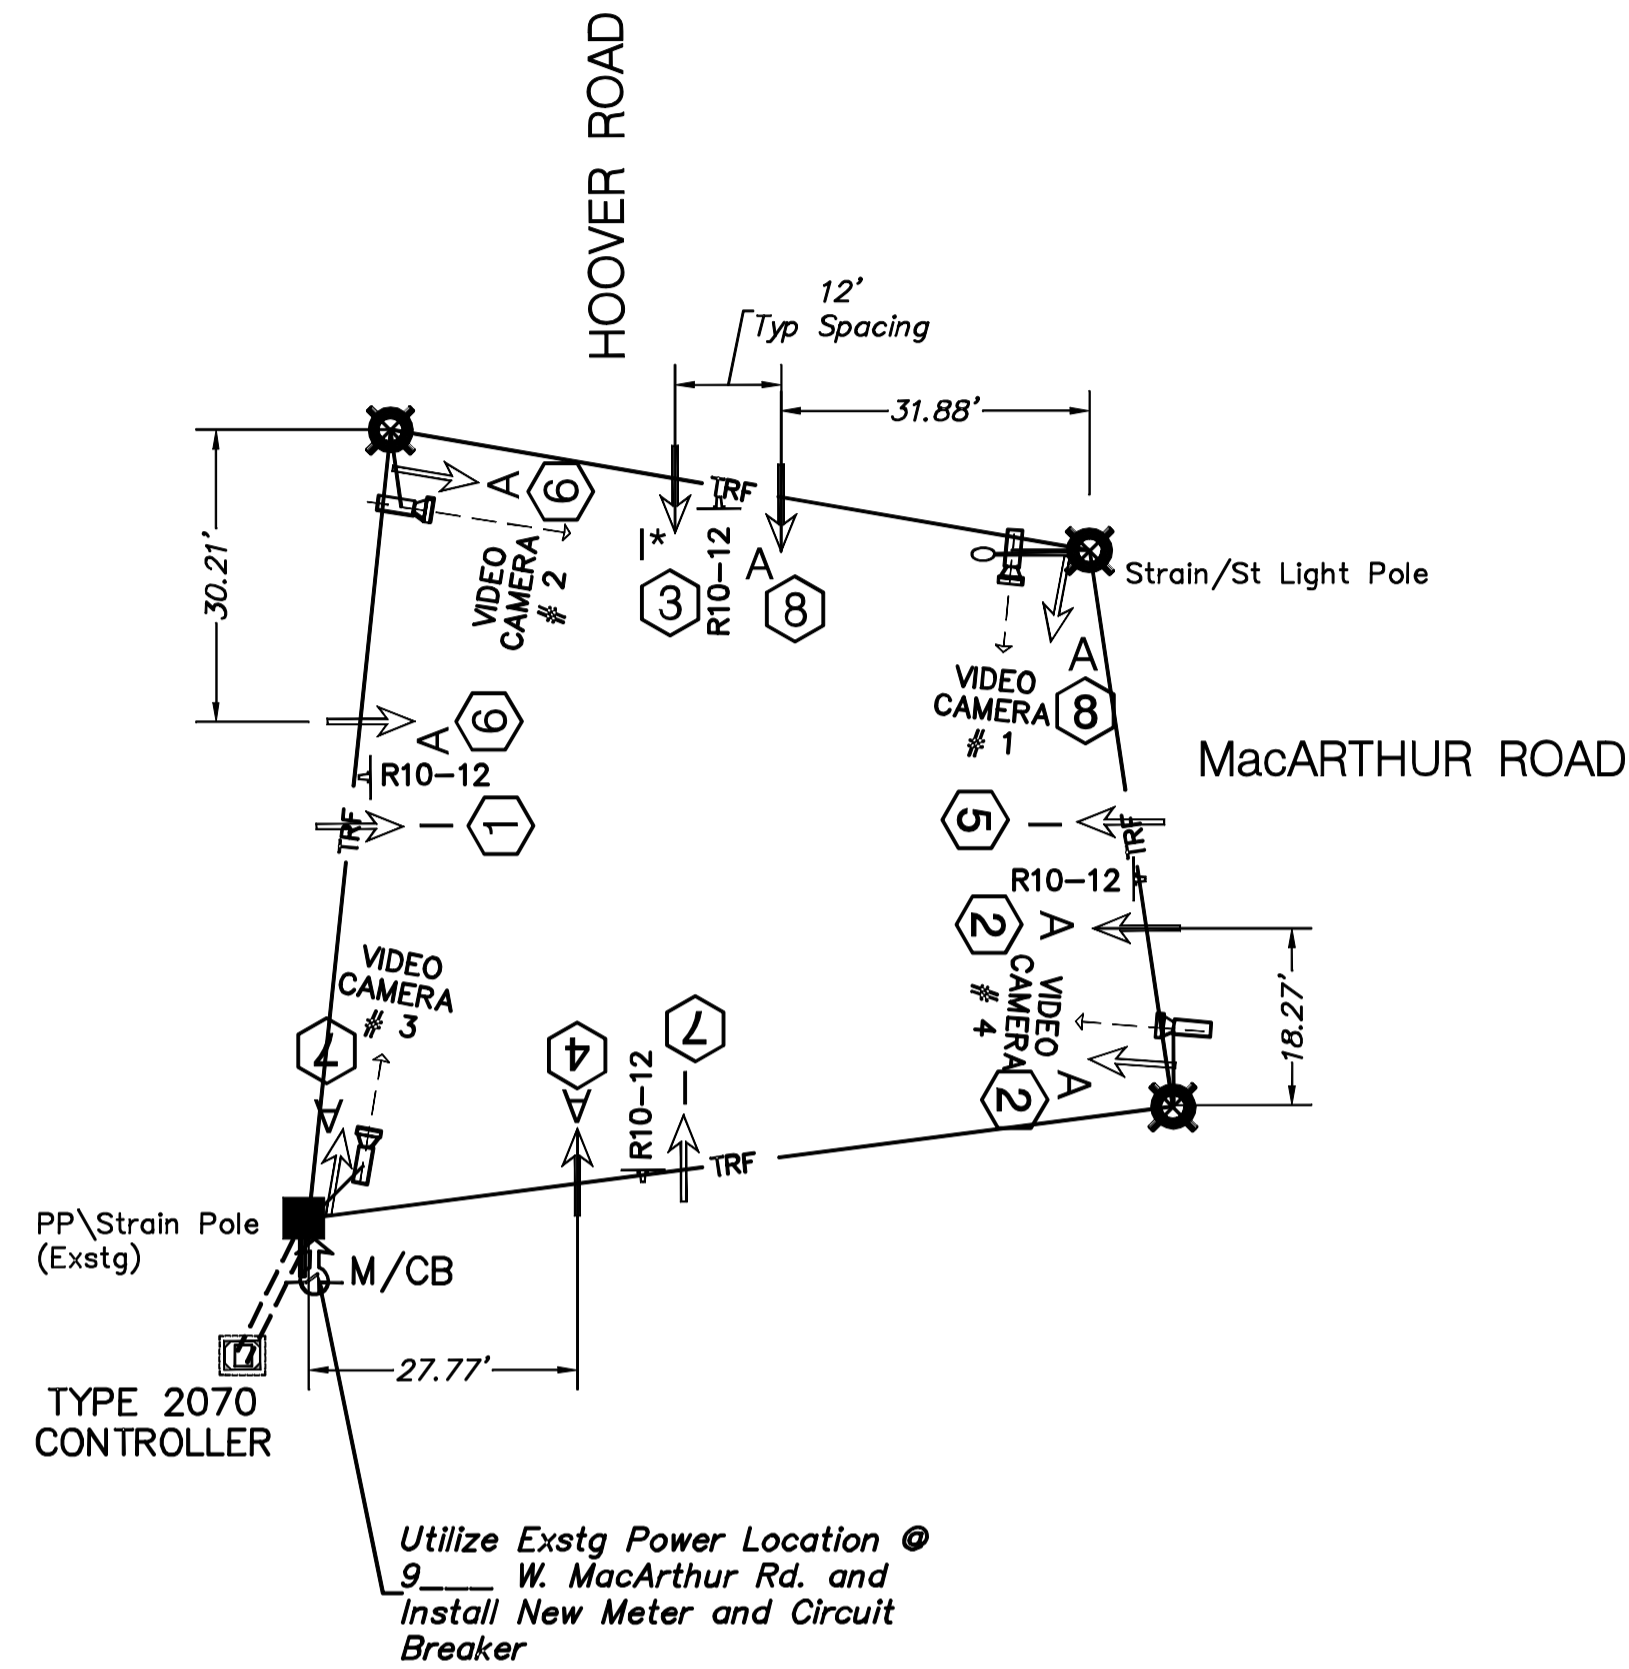 HOOVER ROAD
12'
Typ Spacing
31.88'
30.21'
A
6
VIDEO
CAMERA
# 2
I*
3
R10-12
TRF
A
8
Strain/St Light Pole
A
8
VIDEO
CAMERA
# 1
MacARTHUR ROAD
A
6
R10-12
TRF
I
1
5
I
TRF
R10-12
2
A
VIDEO
CAMERA
# 4
18.27'
2
A
VIDEO
CAMERA
# 3
4
A
4
A
R10-12
7
I
TRF
PP\Strain Pole
(Exstg)
M/CB
27.77'
TYPE 2070
CONTROLLER
Utilize Exstg Power Location @
9___ W. MacArthur Rd. and
Install New Meter and Circuit
Breaker